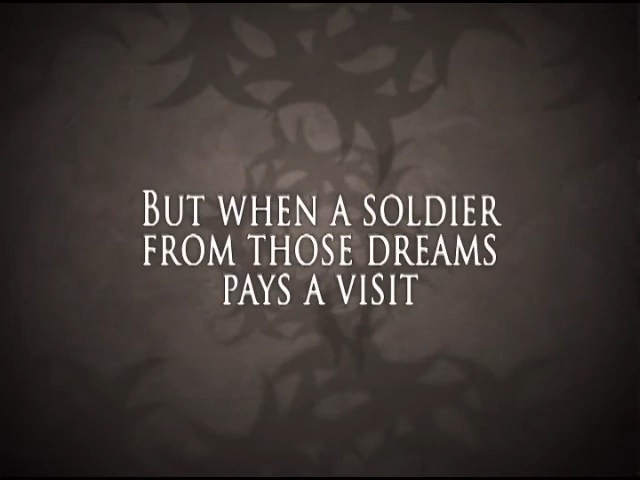 BUT WHEN A SOLDIER
FROM THOSE DREAMS
PAYS A VISIT